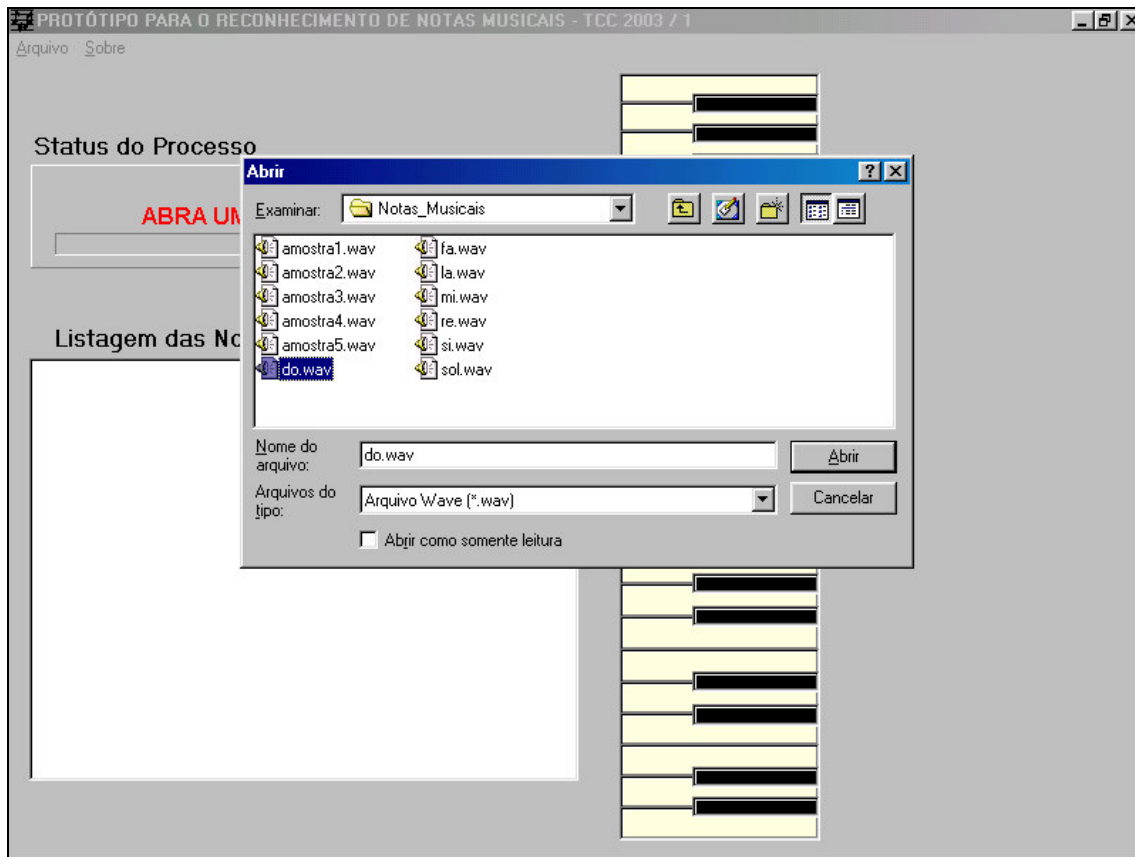 PROTÓTIPO PARA O RECONHECIMENTO DE NOTAS MUSICAIS - TCC 2003 / 1
Arquivo Sobre
Status do Processo
ABRA UM
Listagem das No
Abrir
Examinar: Notas_Musicais
amostra1.wav
amostra2.wav
amostra3.wav
amostra4.wav
amostra5.wav
do.wav
fa.wav
la.wav
mi.wav
re.wav
si.wav
sol.wav
Nome do
arquivo:
do.wav
Abrir
Arquivos do
tipo:
Arquivo Wave (*.wav)
Cancelar
Abrir como somente leitura